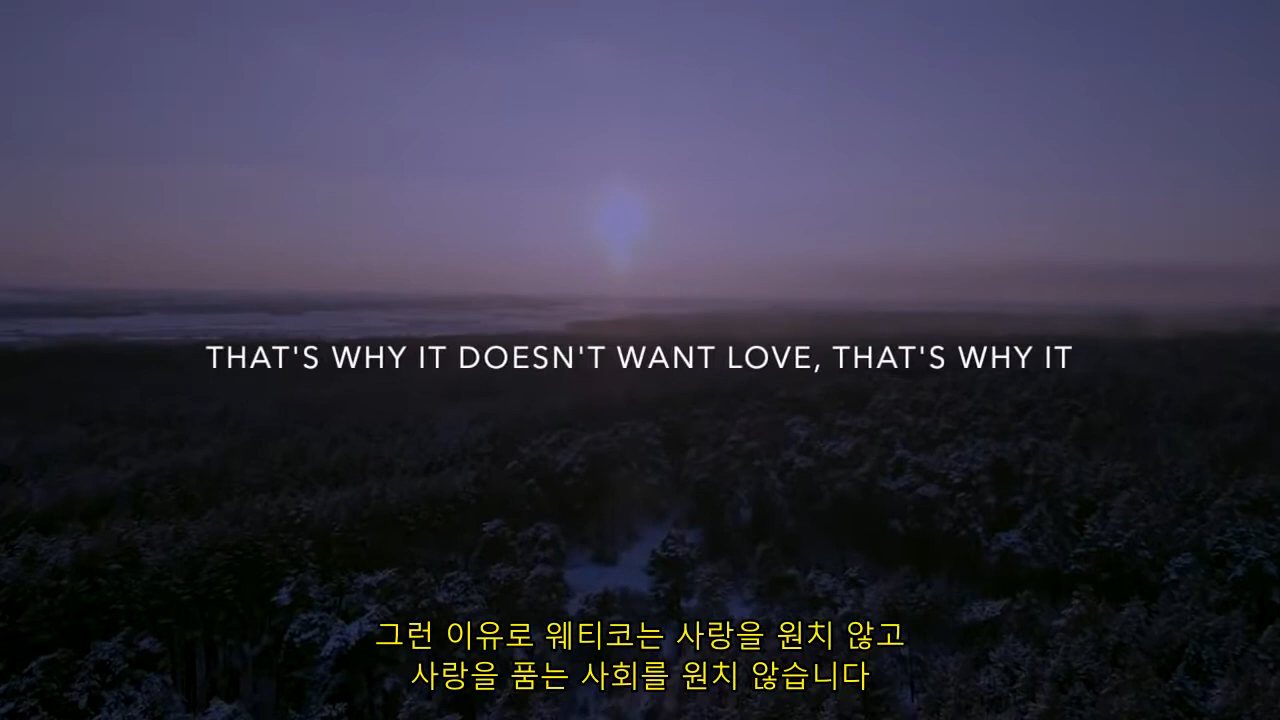 THAT'S WHY IT DOESN'T WANT LOVE, THAT'S WHY IT
그런 이유로 웨티코는 사랑을 원치 않고
사랑을 품는 사회를 원치 않습니다